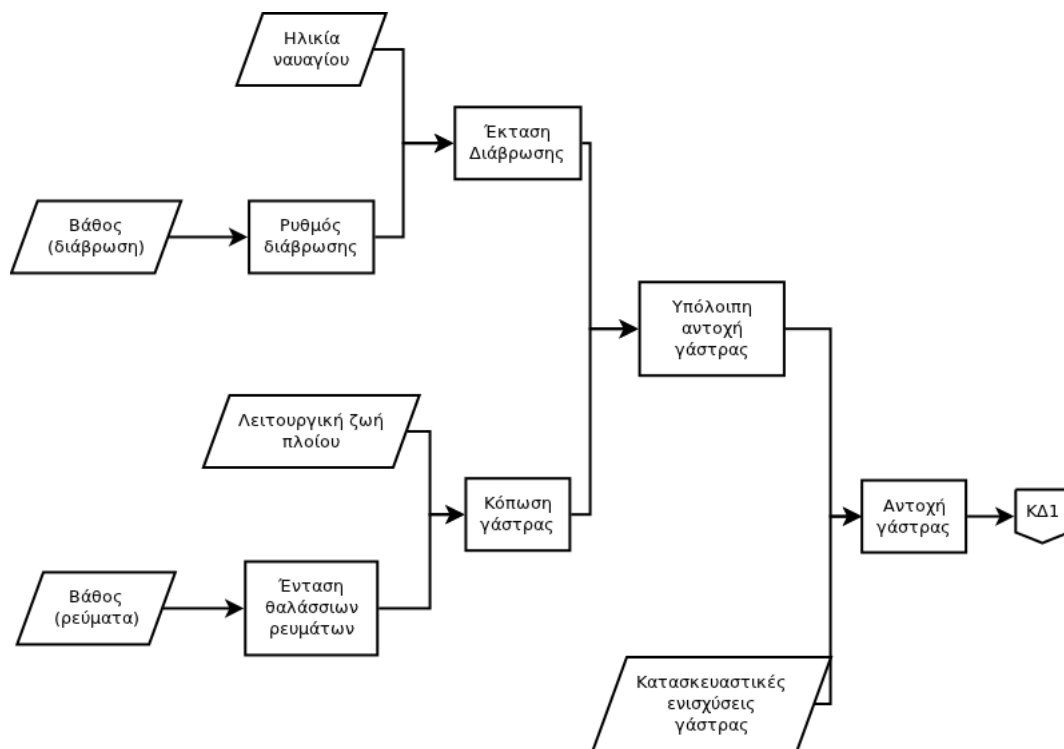 Ηλικία
ναυαγίου
Έκταση
Διάβρωσης
Βάθος
(διάβρωση)
Ρυθμός
διάβρωσης
Υπόλοιπη
αντοχή
γάστρας
Λειτουργική ζωή
πλοίου
Κόπωση
γάστρας
Αντοχή
γάστρας
ΚΔ1
Βάθος
(ρεύματα)
Ένταση
θαλάσσιων
ρευμάτων
Κατασκευαστικές
ενισχύσεις
γάστρας